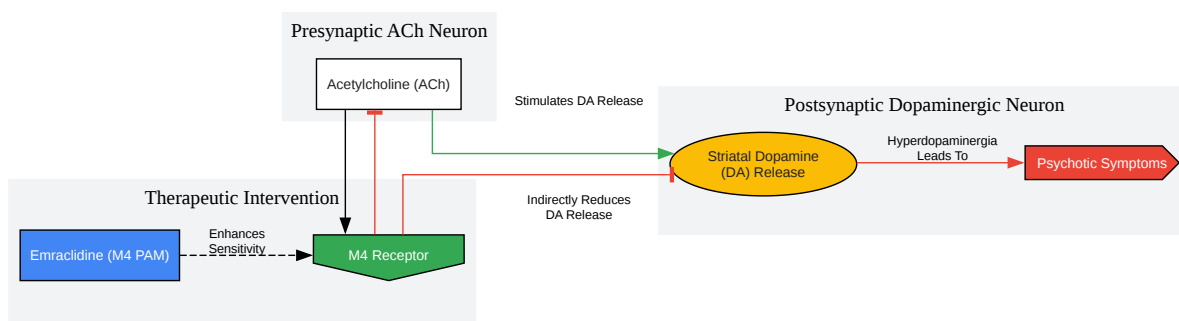 Presynaptic ACh Neuron
Acetylcholine (ACh)
Stimulates DA Release
Postsynaptic Dopaminergic Neuron
Striatal Dopamine
(DA) Release
Hyperdopaminergia
Leads To
Psychotic Symptoms
Therapeutic Intervention
Indirectly Reduces
DA Release
Emraclidine (M4 PAM)
Enhances
Sensitivity
M4 Receptor